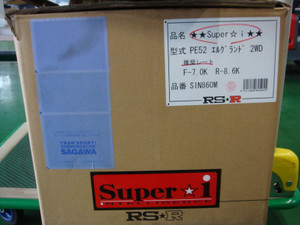 品名 ★★Super☆i★★
型式 PE52 エルグランド 2WD
推奨レート
F-7.0K R-8.6K
品番 SIN860M
RS★R
SAGAWA
Super☆i
RS★R